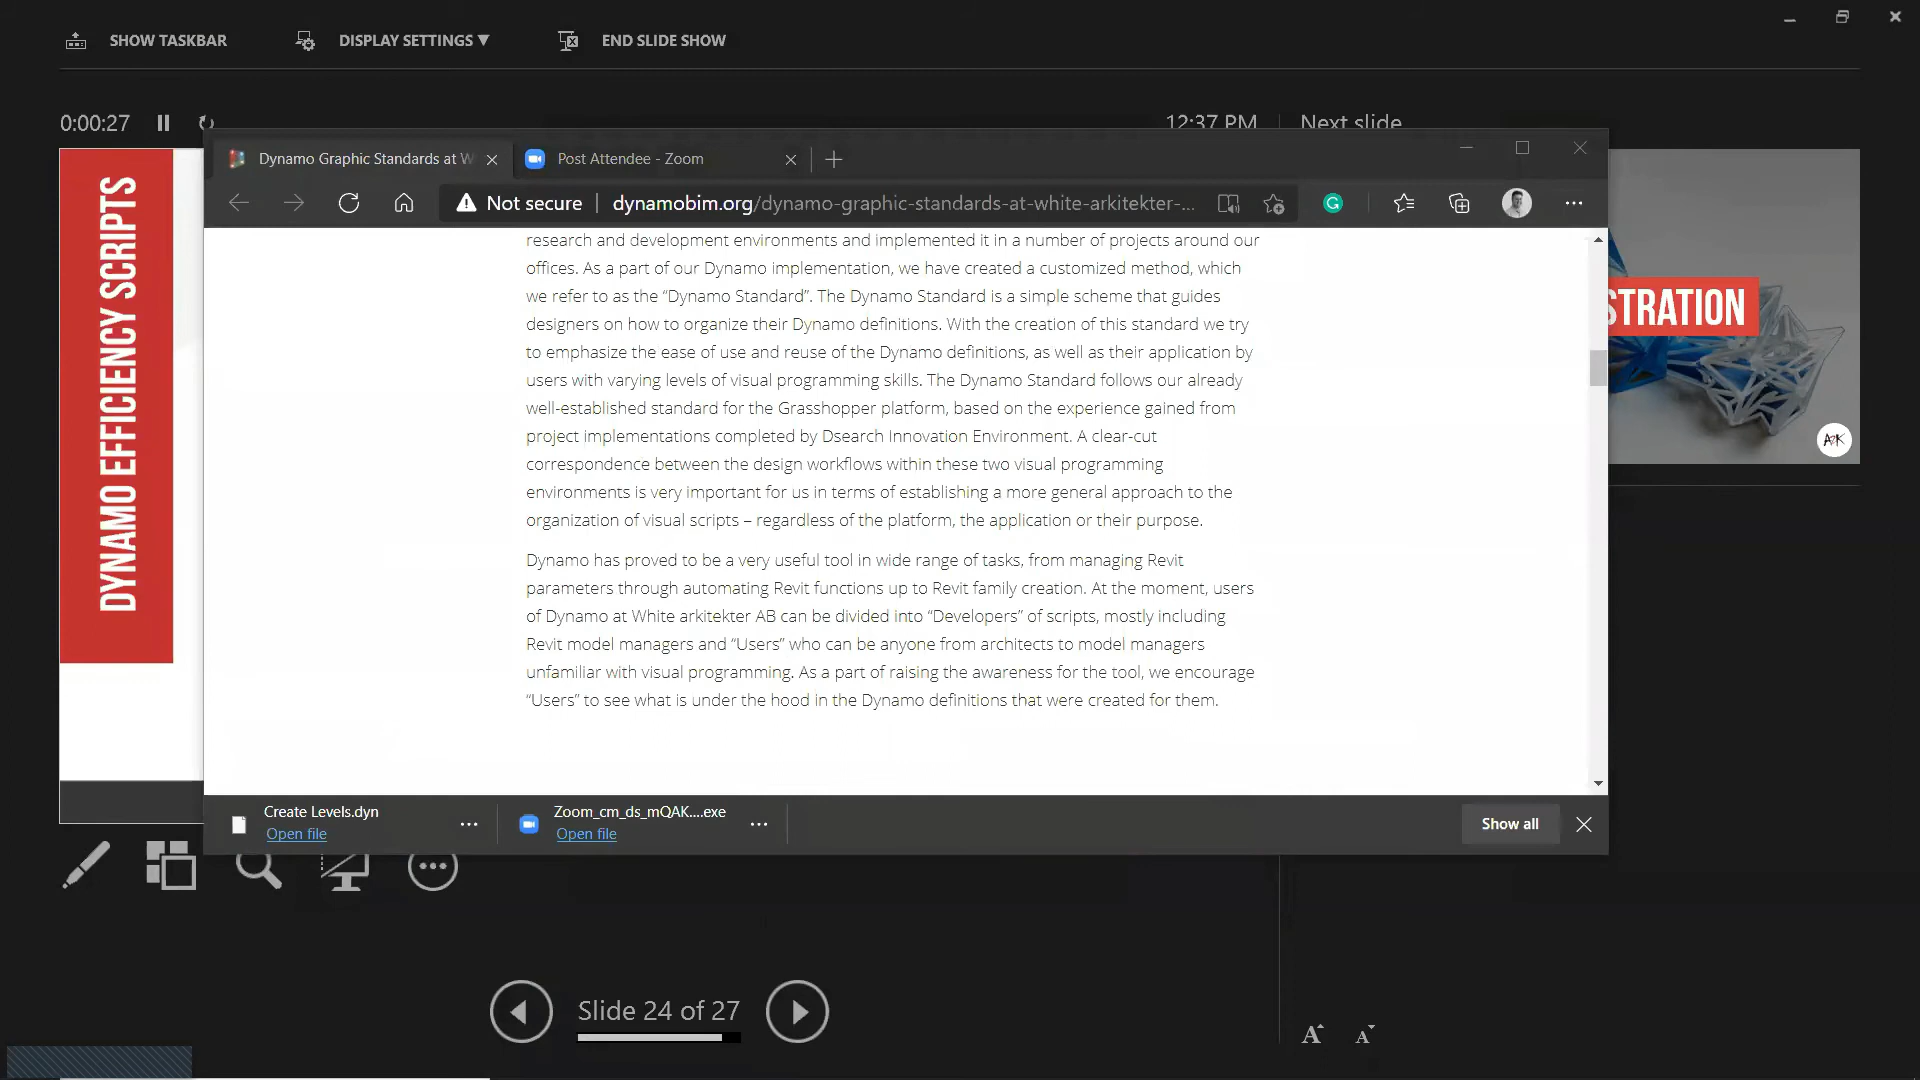 SHOW TASKBAR
DISPLAY SETTINGS ▼
END SLIDE SHOW
0:00:27
12:37 PM
Next slide
Dynamo Graphic Standards at W
Post Attendee - Zoom
Not secure
dynamobim.org/dynamo-graphic-standards-at-white-arkitekter-...
DYNAMO EFFICIENCY SCRIPTS
research and development environments and implemented it in a number of projects around our
offices. As a part of our Dynamo implementation, we have created a customized method, which
we refer to as the “Dynamo Standard”. The Dynamo Standard is a simple scheme that guides
designers on how to organize their Dynamo definitions. With the creation of this standard we try
to emphasize the ease of use and reuse of the Dynamo definitions, as well as their application by
users with varying levels of visual programming skills. The Dynamo Standard follows our already
well-established standard for the Grasshopper platform, based on the experience gained from
project implementations completed by Dsearch Innovation Environment. A clear-cut
correspondence between the design workflows within these two visual programming
environments is very important for us in terms of establishing a more general approach to the
organization of visual scripts – regardless of the platform, the application or their purpose.
Dynamo has proved to be a very useful tool in wide range of tasks, from managing Revit
parameters through automating Revit functions up to Revit family creation. At the moment, users
of Dynamo at White arkitekter AB can be divided into “Developers” of scripts, mostly including
Revit model managers and “Users” who can be anyone from architects to model managers
unfamiliar with visual programming. As a part of raising the awareness for the tool, we encourage
“Users” to see what is under the hood in the Dynamo definitions that were created for them.
STRATION
Create Levels.dyn
Open file
Zoom_cm_ds_mQAK....exe
Open file
Show all
Slide 24 of 27
A
A